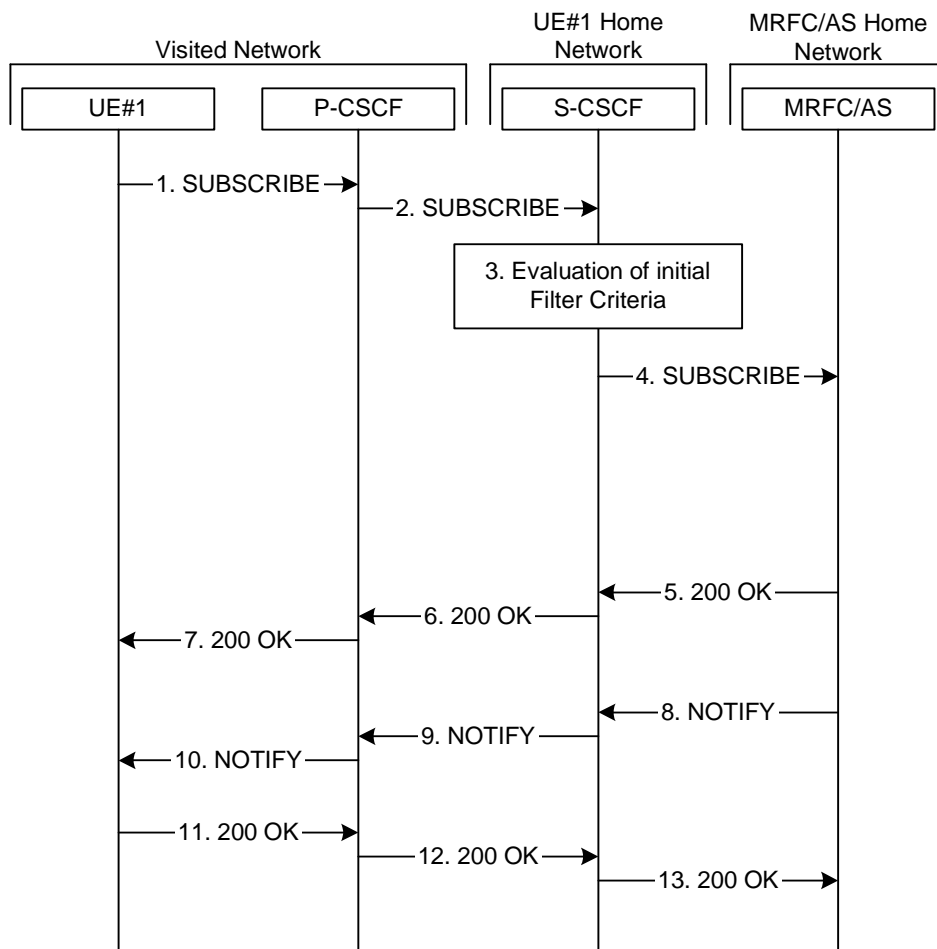 Visited Network
UE#1 Home
Network
MRFC/AS Home
Network
UE#1
P-CSCF
S-CSCF
MRFC/AS
1. SUBSCRIBE
2. SUBSCRIBE
3. Evaluation of initial
Filter Criteria
4. SUBSCRIBE
5. 200 OK
6. 200 OK
7. 200 OK
8. NOTIFY
9. NOTIFY
10. NOTIFY
11. 200 OK
12. 200 OK
13. 200 OK